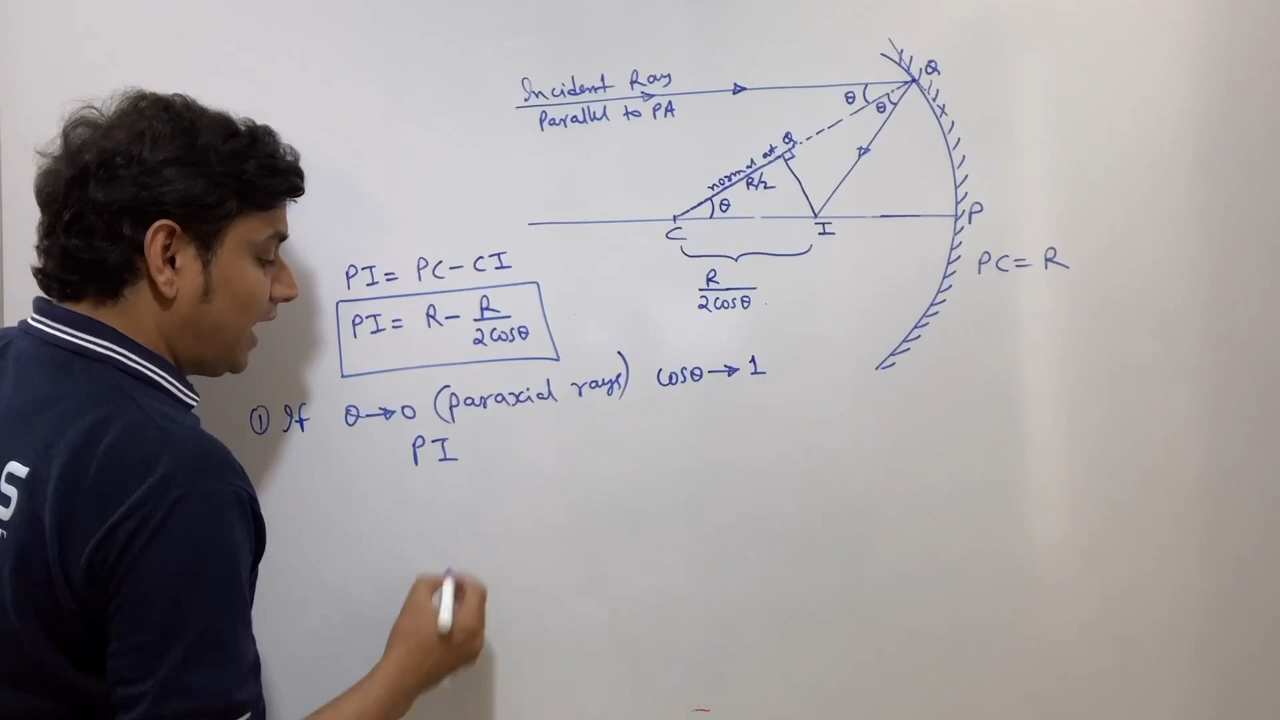 Incident Ray
Parallel to PA
Q
θ
θ
normal at Q
R/2
θ
C
I
P
PC = R
R
2cosθ
PI = PC - CI
PI = R - R
2cosθ
① If θ→0 (paraxial rays) cosθ→1
PI
S